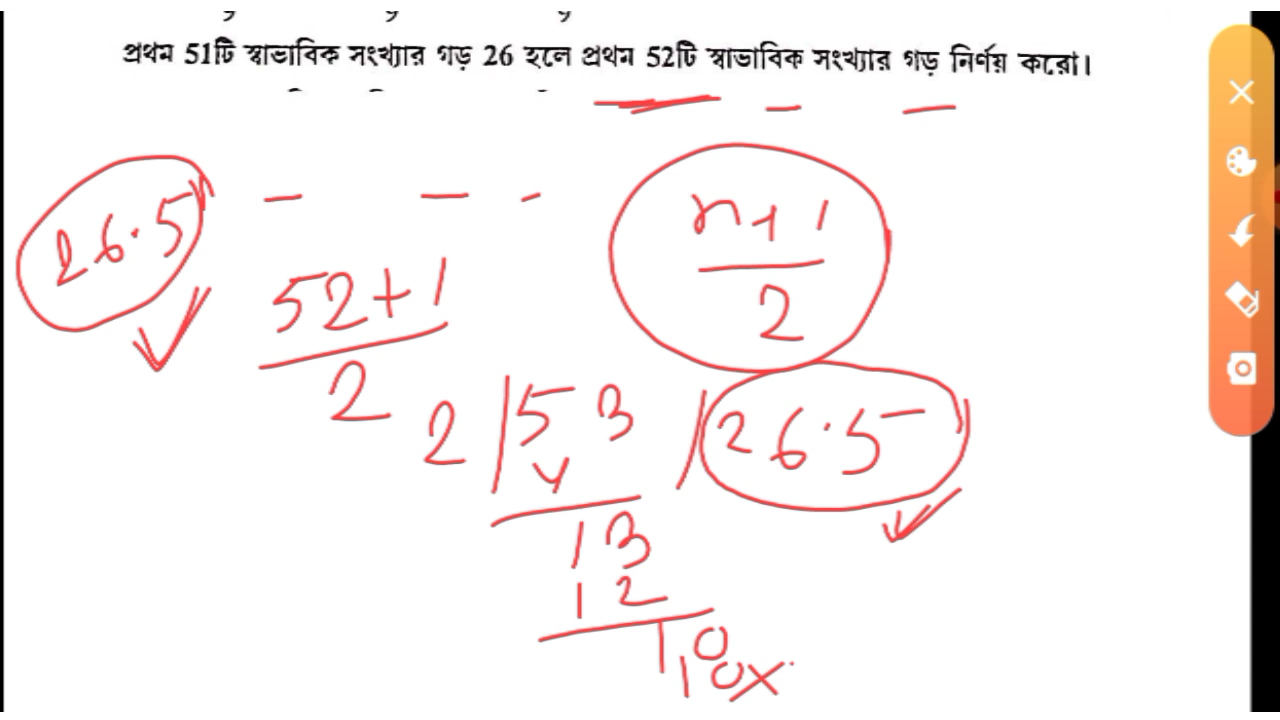 প্রথম 51টি স্বাভাবিক সংখ্যার গড় 26 হলে প্রথম 52টি স্বাভাবিক সংখ্যার গড় নির্ণয় করো।
26.5
n+1
2
52+1
2
2 53 26.5
4
13
12
10
10
x